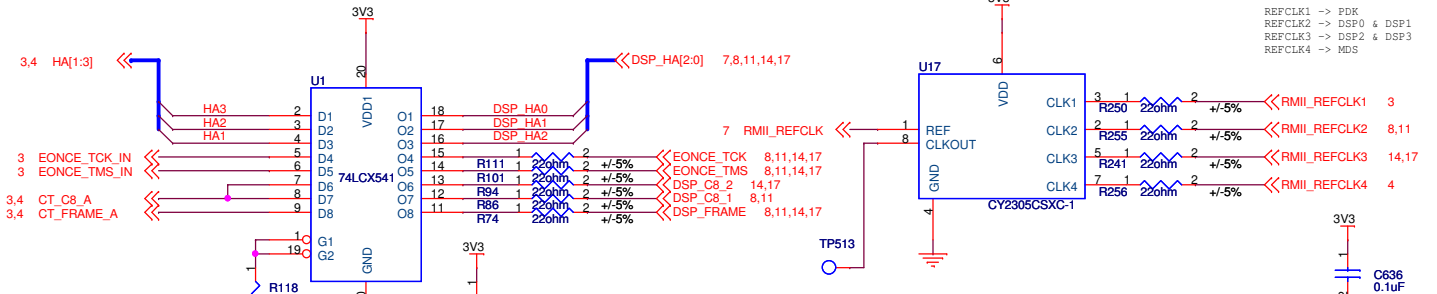 3V3
3V3
REFCLK1 -> PDK
REFCLK2 -> DSP0 & DSP1
REFCLK3 -> DSP2 & DSP3
REFCLK4 -> MDS
3,4 HA[1:3]
DSP_HA[2:0] 7,8,11,14,17
U1
20
VDD1
U17
6
VDD
HA3 2 D1 O1 18 DSP_HA0
HA2 3 D2 O2 17 DSP_HA1
HA1 4 D3 O3 16 DSP_HA2
3 EONCE_TCK_IN 5 D4 O4 15 R111 1 22ohm 2 +/-5% EONCE_TCK 8,11,14,17
3 EONCE_TMS_IN 6 D5 O5 14 R101 1 22ohm 2 +/-5% EONCE_TMS 8,11,14,17
7 D6 O6 13 R94 1 22ohm 2 +/-5% DSP_C8_2 14,17
3,4 CT_C8_A 8 D7 O7 12 R86 1 22ohm 2 +/-5% DSP_C8_1 8,11
3,4 CT_FRAME_A 9 D8 O8 11 R74 1 22ohm 2 +/-5% DSP_FRAME 8,11,14,17
74LCX541
1 G1
19 G2
GND
1
R118
3V3
1
CLK1 3 R250 1 22ohm 2 +/-5% RMII_REFCLK1 3
7 RMII_REFCLK 1 REF CLK2 2 R255 1 22ohm 2 +/-5% RMII_REFCLK2 8,11
8 CLKOUT CLK3 5 R241 1 22ohm 2 +/-5% RMII_REFCLK3 14,17
CLK4 7 R256 1 22ohm 2 +/-5% RMII_REFCLK4 4
GND
4
CY2305CSXC-1
TP513
3V3
1
C636
0.1uF